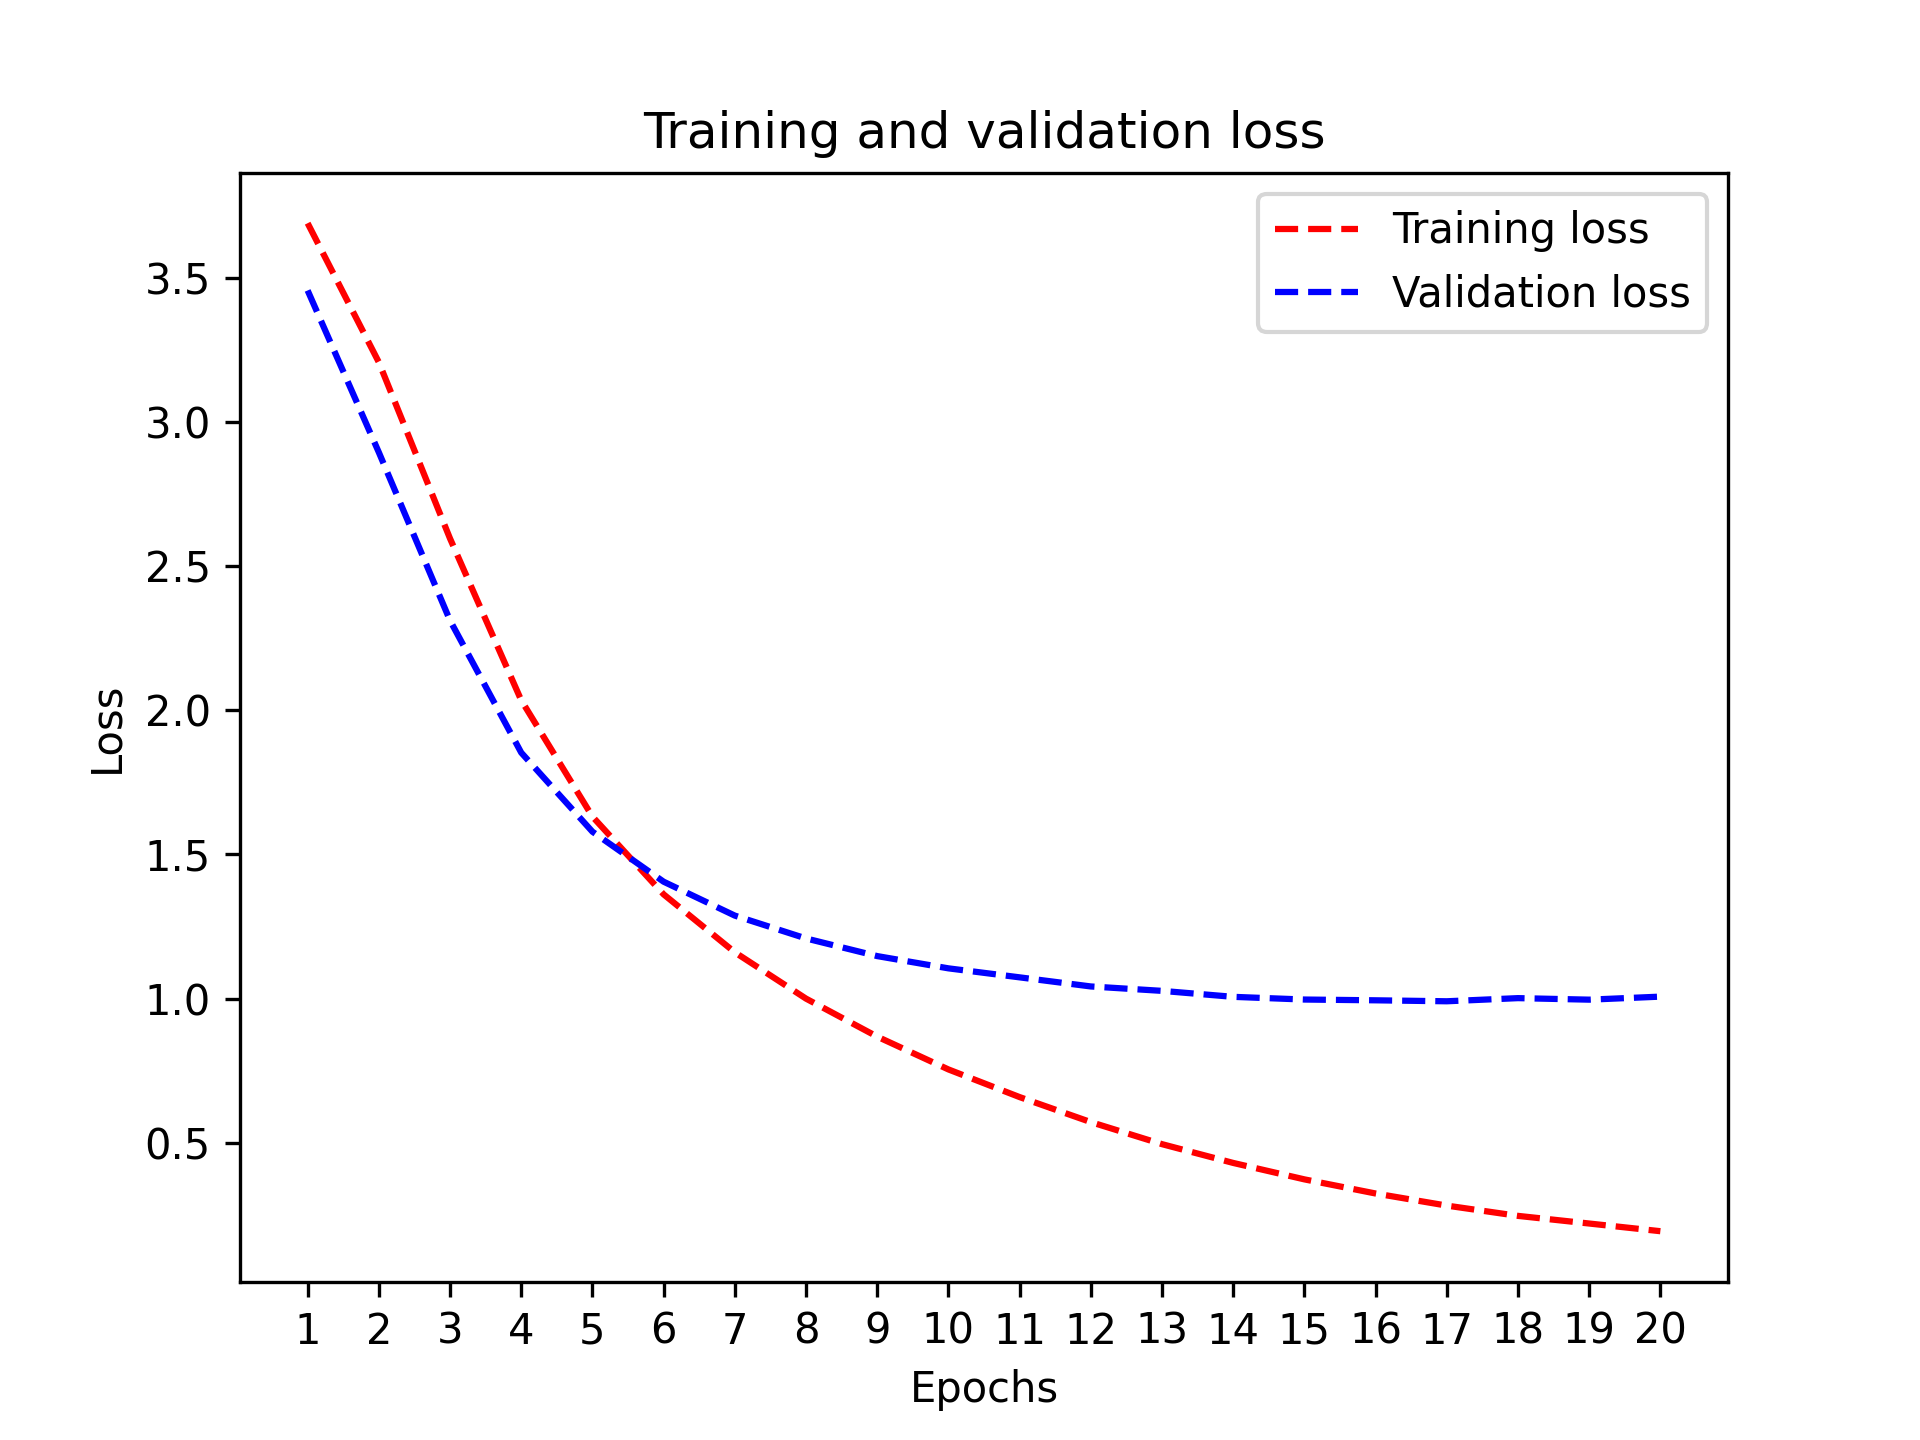 Training and validation loss
Training loss
Validation loss
3.5
3.0
2.5
2.0
1.5
1.0
0.5
Loss
1 2 3 4 5 6 7 8 9 10 11 12 13 14 15 16 17 18 19 20
Epochs